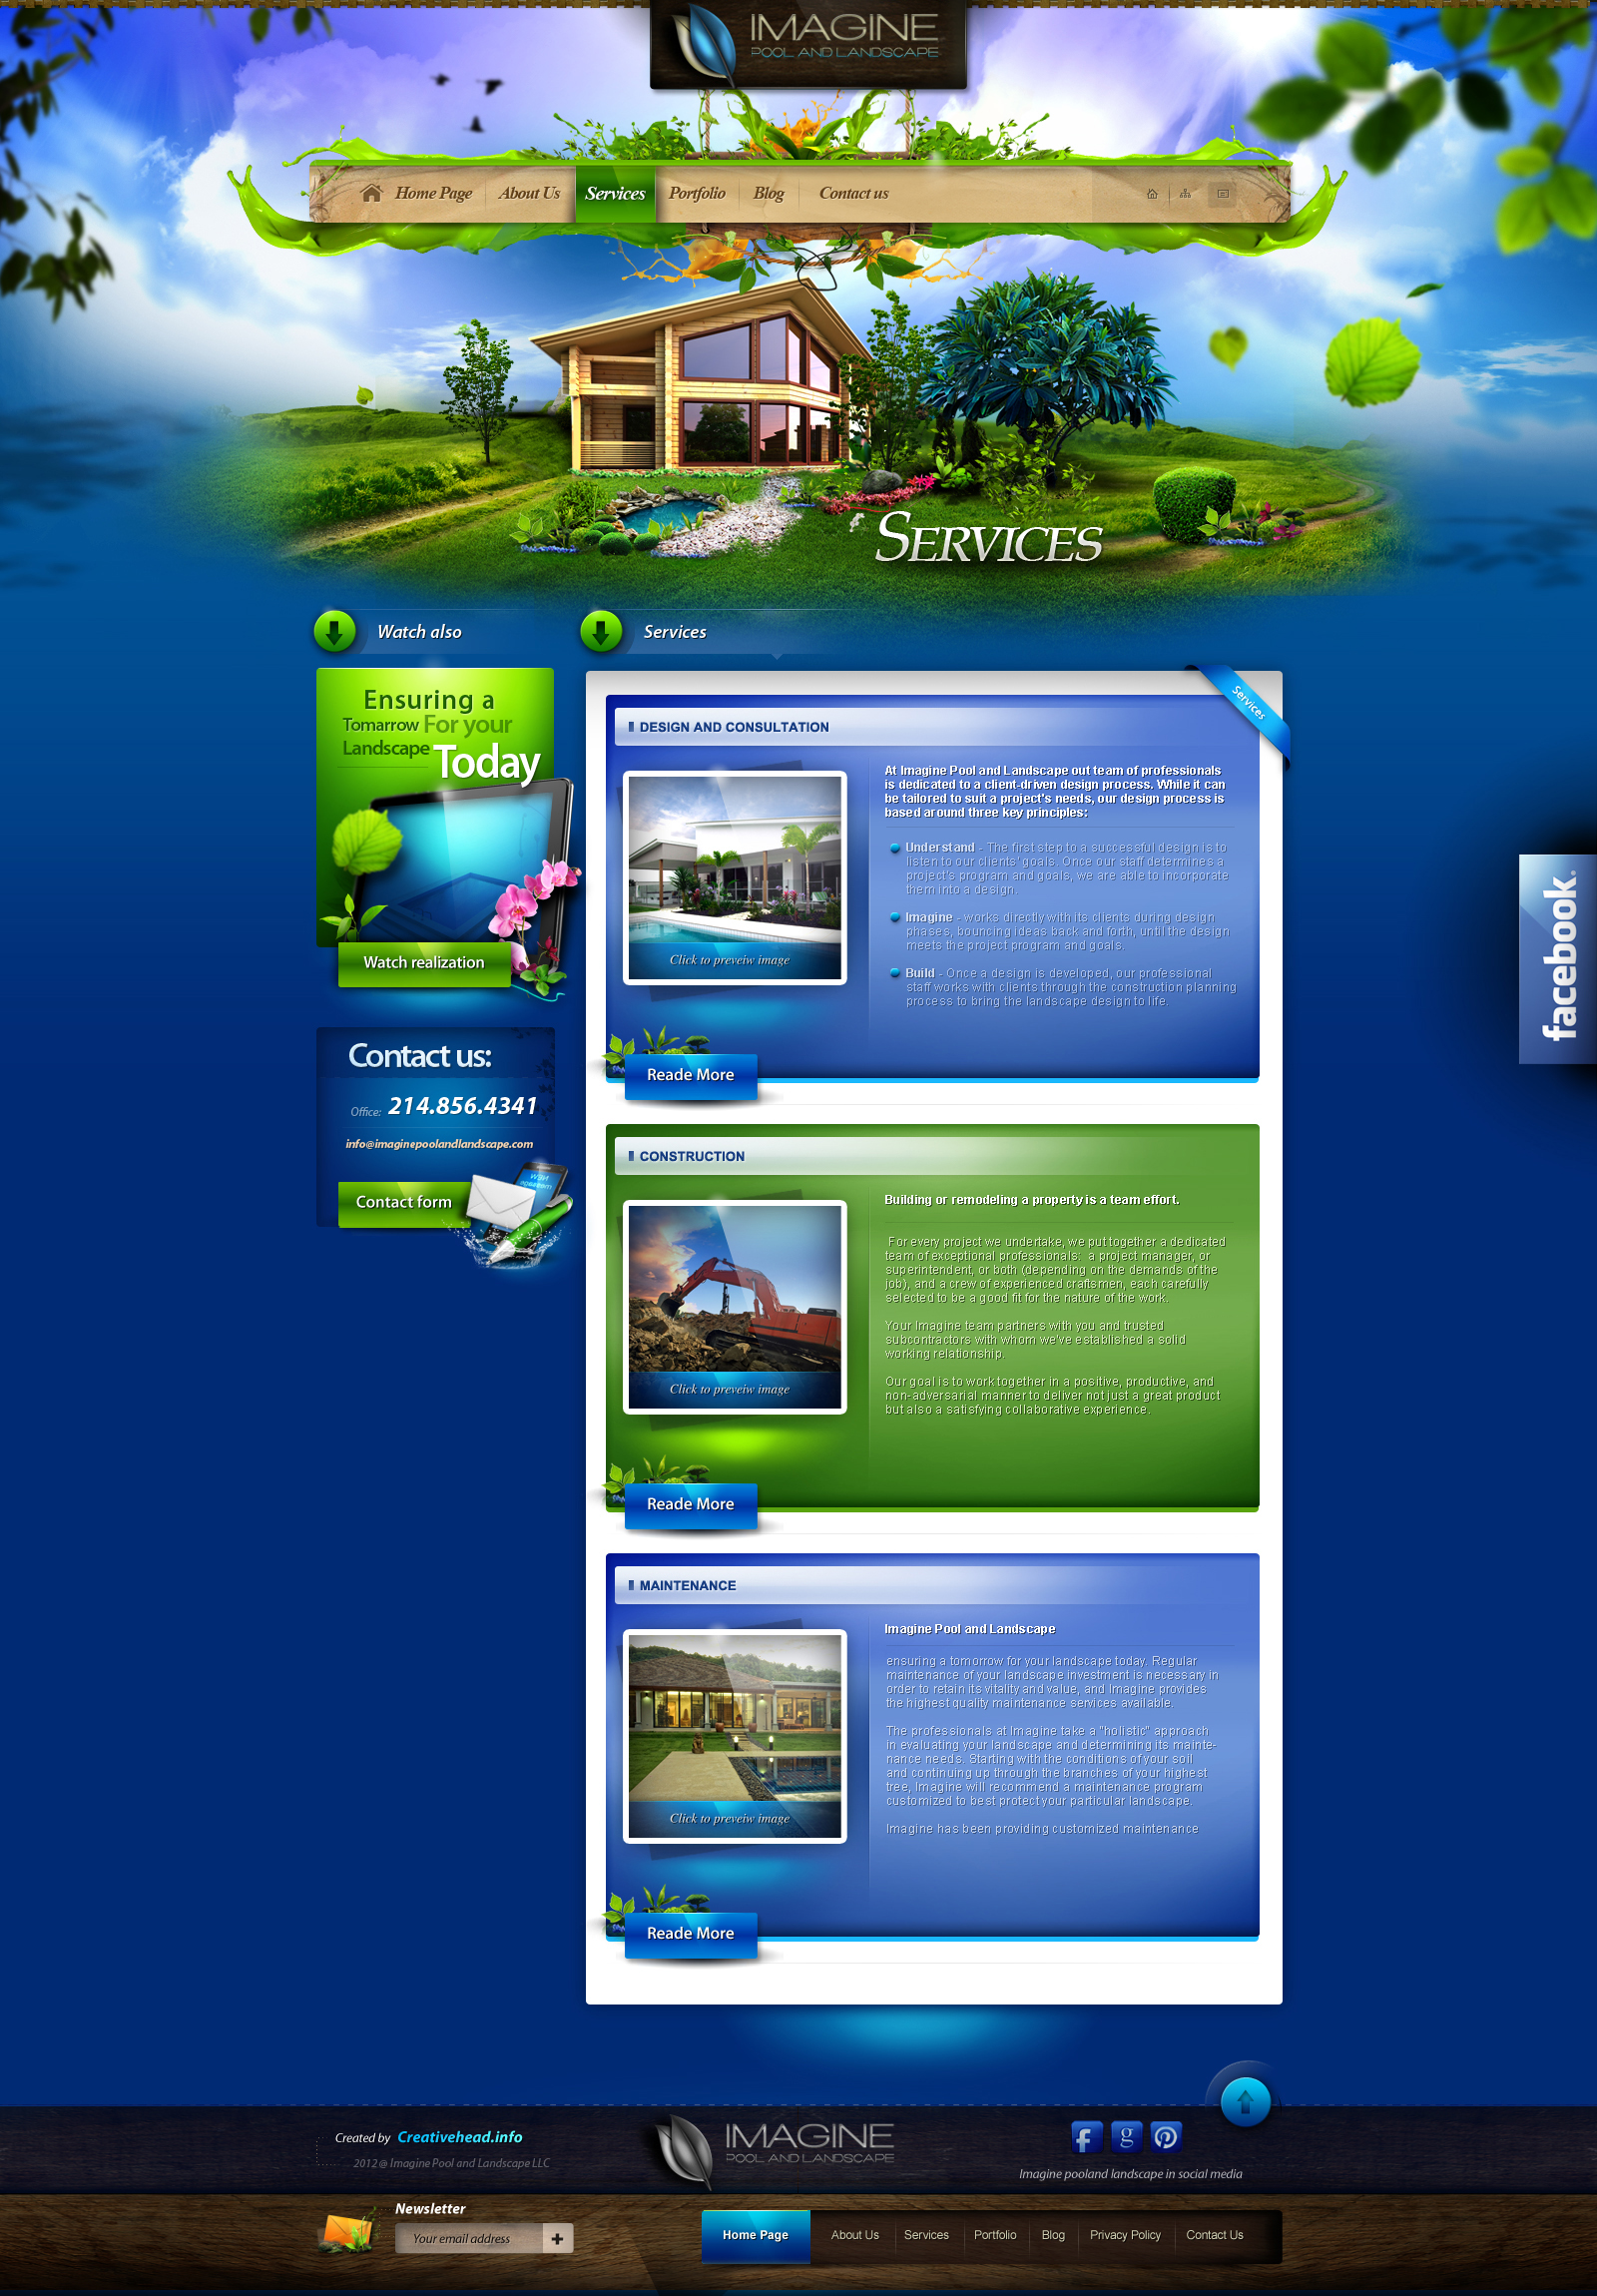 IMAGINE
POOL AND LANDSCAPE
Home Page
About Us
Services
Portfolio
Blog
Contact us
SERVICES
Watch also
Services
Ensuring a
Tomarrow For your
Landscape Today
Watch realization
Contact us:
Office: 214.856.4341
info@imaginepoolandlandscape.com
Contact form
Services
DESIGN AND CONSULTATION
At Imagine Pool and Landscape out team of professionals
is dedicated to a client-driven design process. While it can
be tailored to suit a project's needs, our design process is
based around three key principles:
Understand - The first step to a successful design is to
listen to our clients' goals. Once our staff determines a
project's program and goals, we are able to incorporate
them into a design.
Imagine - works directly with its clients during design
phases, bouncing ideas back and forth, until the design
meets the project program and goals.
Build - Once a design is developed, our professional
staff works with clients through the construction planning
process to bring the landscape design to life.
Click to preveiw image
Reade More
facebook
CONSTRUCTION
Building or remodeling a property is a team effort.
For every project we undertake, we put together a dedicated
team of exceptional professionals: a project manager, or
superintendent, or both (depending on the demands of the
job), and a crew of experienced craftsmen, each carefully
selected to be a good fit for the nature of the work.
Your Imagine team partners with you and trusted
subcontractors with whom we've established a solid
working relationship.
Our goal is to work together in a positive, productive, and
non-adversarial manner to deliver not just a great product
but also a satisfying collaborative experience.
Click to preveiw image
Reade More
MAINTENANCE
Imagine Pool and Landscape
ensuring a tomorrow for your landscape today. Regular
maintenance of your landscape investment is necessary in
order to retain its vitality and value, and Imagine provides
the highest quality maintenance services available.
The professionals at Imagine take a "holistic" approach
in evaluating your landscape and determining its mainte-
nance needs. Starting with the conditions of your soil
and continuing up through the branches of your highest
tree, Imagine will recommend a maintenance program
customized to best protect your particular landscape.
Imagine has been providing customized maintenance
Click to preveiw image
Reade More
Created by Creativehead.info
2012 @ Imagine Pool and Landscape LLC
IMAGINE
POOL AND LANDSCAPE
Imagine pooland landscape in social media
Newsletter
Your email address
Home Page
About Us
Services
Portfolio
Blog
Privacy Policy
Contact Us